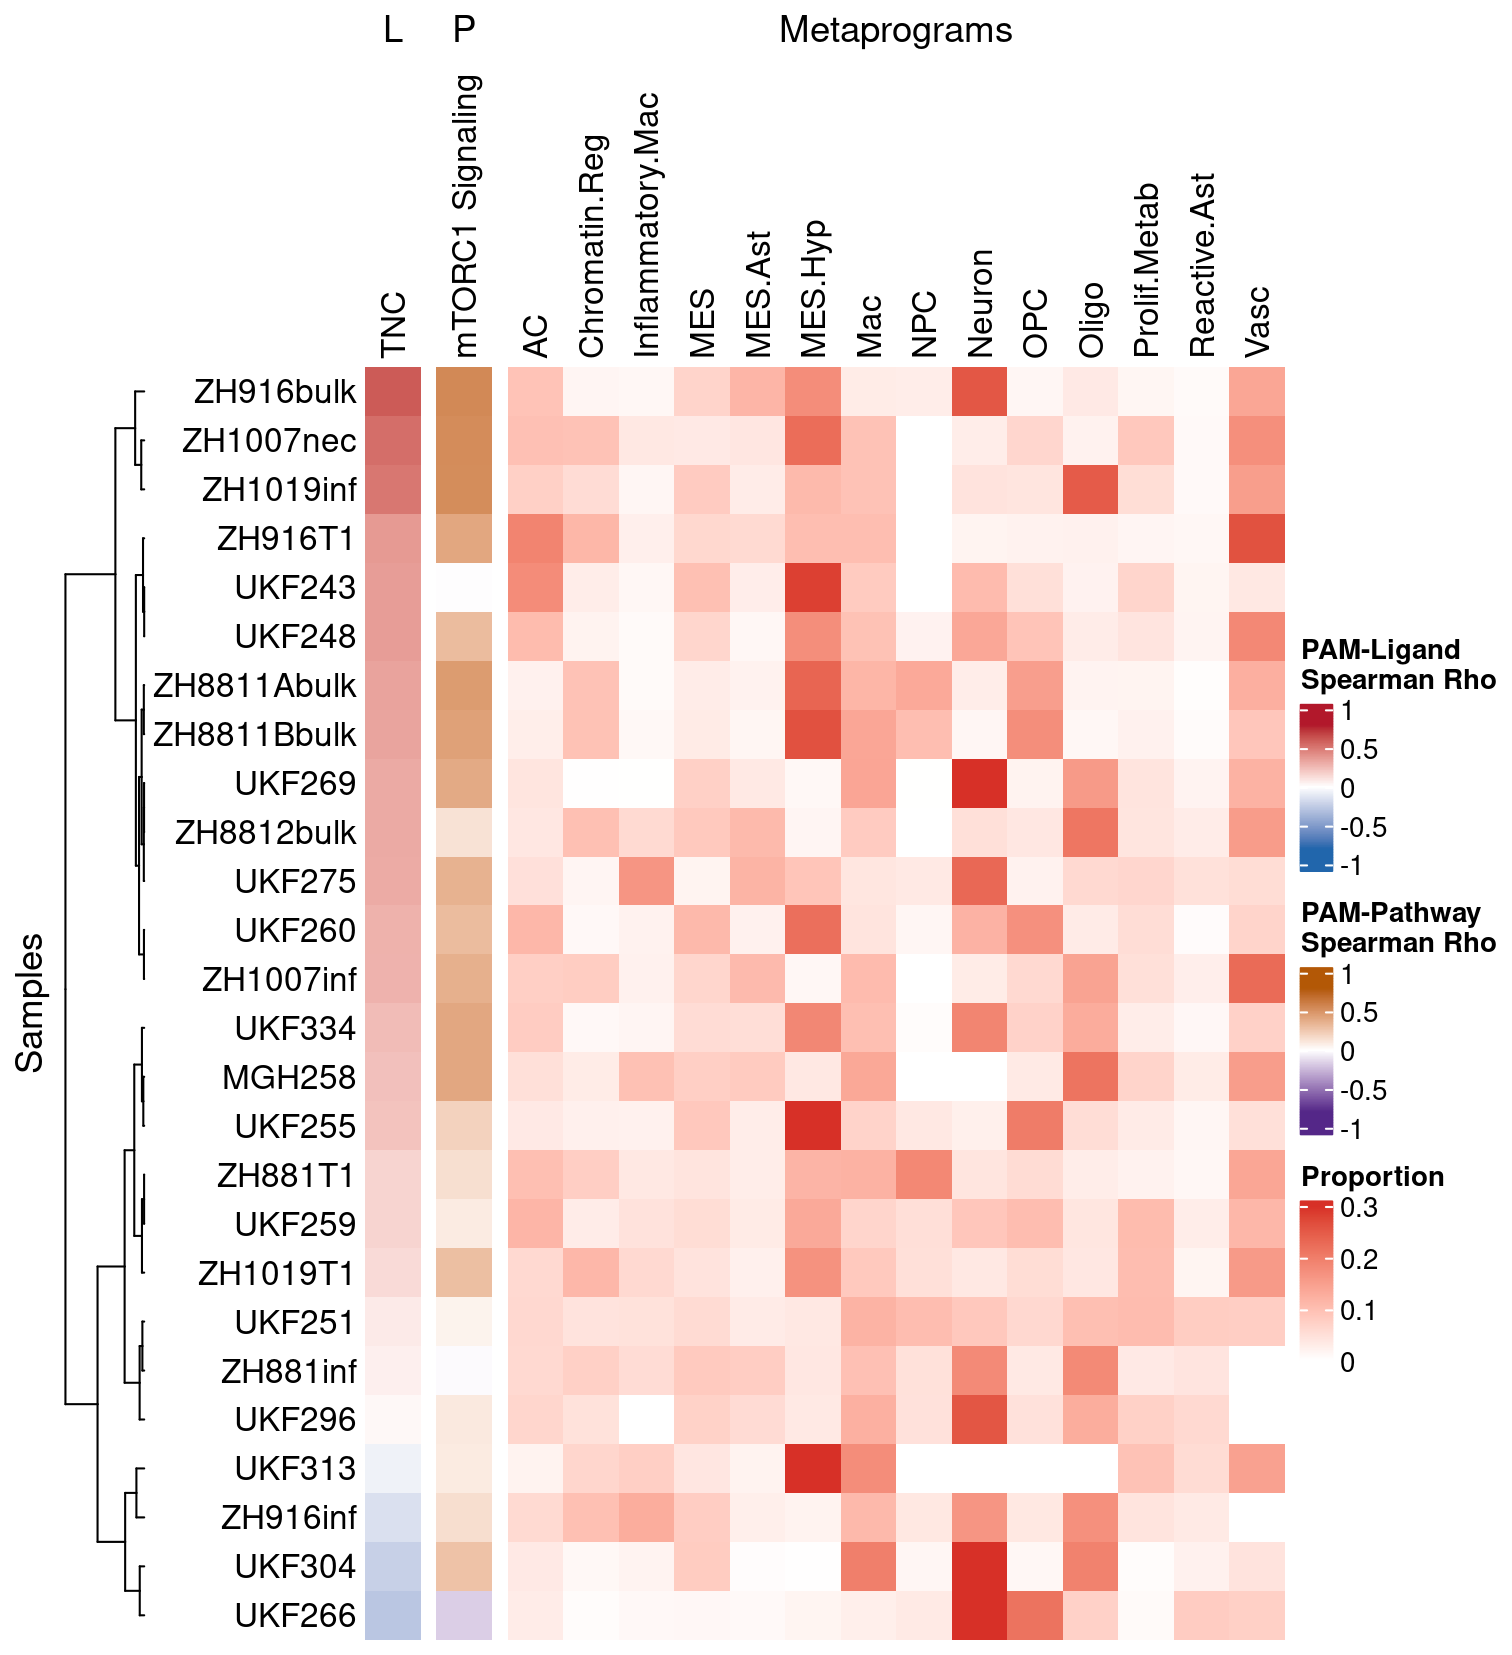 L P Metaprograms
TNC
mTORC1 Signaling
AC
Chromatin.Reg
Inflammatory.Mac
MES
MES.Ast
MES.Hyp
Mac
NPC
Neuron
OPC
Oligo
Prolif.Metab
Reactive.Ast
Vasc
Samples
ZH916bulk
ZH1007nec
ZH1019inf
ZH916T1
UKF243
UKF248
ZH8811Abulk
ZH8811Bbulk
UKF269
ZH8812bulk
UKF275
UKF260
ZH1007inf
UKF334
MGH258
UKF255
ZH881T1
UKF259
ZH1019T1
UKF251
ZH881inf
UKF296
UKF313
ZH916inf
UKF304
UKF266
PAM-Ligand
Spearman Rho
1
0.5
0
-0.5
-1
PAM-Pathway
Spearman Rho
1
0.5
0
-0.5
-1
Proportion
0.3
0.2
0.1
0